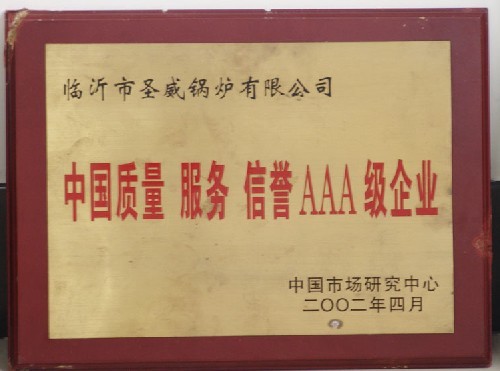 临沂市圣威锅炉有限公司
中国质量 服务 信誉AAA级企业
中国市场研究中心
二〇〇二年四月